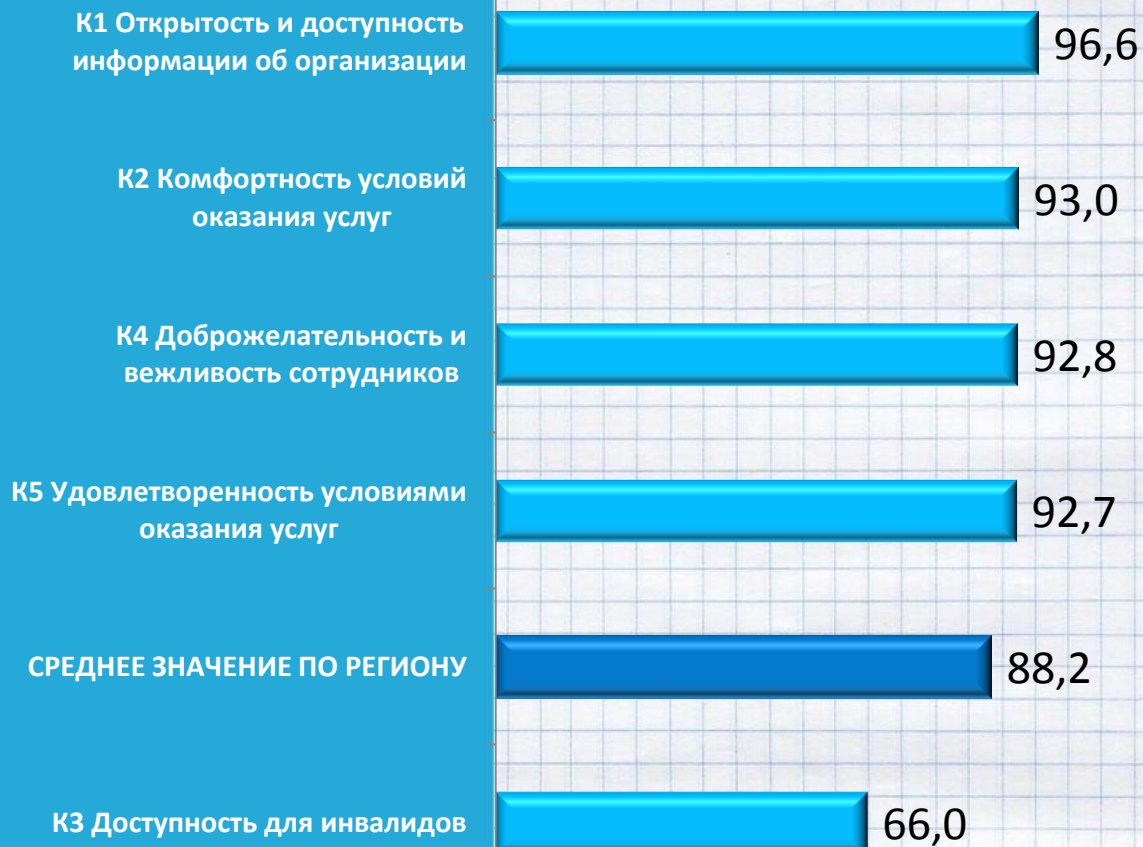 К1 Открытость и доступность
информации об организации
96,6
К2 Комфортность условий
оказания услуг
93,0
К4 Доброжелательность и
вежливость сотрудников
92,8
К5 Удовлетворенность условиями
оказания услуг
92,7
СРЕДНЕЕ ЗНАЧЕНИЕ ПО РЕГИОНУ
88,2
К3 Доступность для инвалидов
66,0